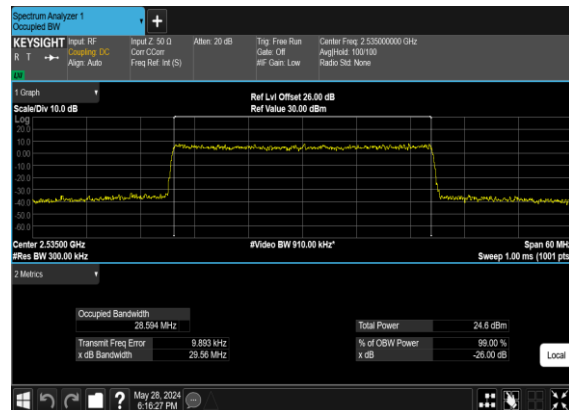 Spectrum Analyzer 1
Occupied BW
KEYSIGHT Input: RF Input Z: 50 Ω Atten: 20 dB Trig: Free Run Center Freq: 2.535000000 GHz
R T Coupling: DC Corr CCorr Gate: Off Avg|Hold: 100/100
Align: Auto Freq Ref: Int (S) #IF Gain: Low Radio Std: None
1 Graph Ref Lvl Offset 26.00 dB
Scale/Div 10.0 dB Ref Value 30.00 dBm
Log
20.0
10.0
0.00
-10.0
-20.0
-30.0
-40.0
-50.0
-60.0
Center 2.53500 GHz #Video BW 910.00 kHz* Span 60 MHz
#Res BW 300.00 kHz Sweep 1.00 ms (1001 pts
2 Metrics
Occupied Bandwidth
28.594 MHz Total Power 24.6 dBm
Transmit Freq Error 9.893 kHz % of OBW Power 99.00 %
x dB Bandwidth 29.56 MHz x dB -26.00 dB
Local
? May 28, 2024
6:16:27 PM